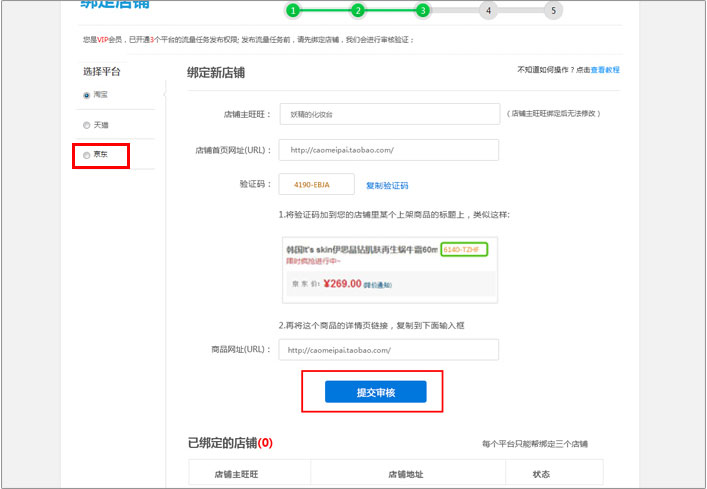 绑定店铺
1 2 3 4 5
您是VIP会员，已开通3个平台的流量任务发布权限; 发布流量任务前，请先绑定店铺，我们会进行审核验证：
选择平台
淘宝
天猫
京东
绑定新店铺
不知道如何操作？点击查看教程
店铺主旺旺：
妖精的化妆台
（店铺主旺旺绑定后无法修改）
店铺首页网址(URL)：
http://caomeipai.taobao.com/
验证码：
4190-EBJA
复制验证码
1.将验证码加到您的店铺里某个上架商品的标题上，类似这样:
韩国It's skin伊思晶钻肌肤再生蜗牛霜60m 6140-TZHF
限时疯抢进行中~
京 东 价: ¥269.00 (降价通知)
2.再将这个商品的详情页链接，复制到下面输入框
商品网址(URL)：
http://caomeipai.taobao.com/
提交审核
已绑定的店铺(0)
每个平台只能帮绑定三个店铺
店铺主旺旺
店铺地址
状态